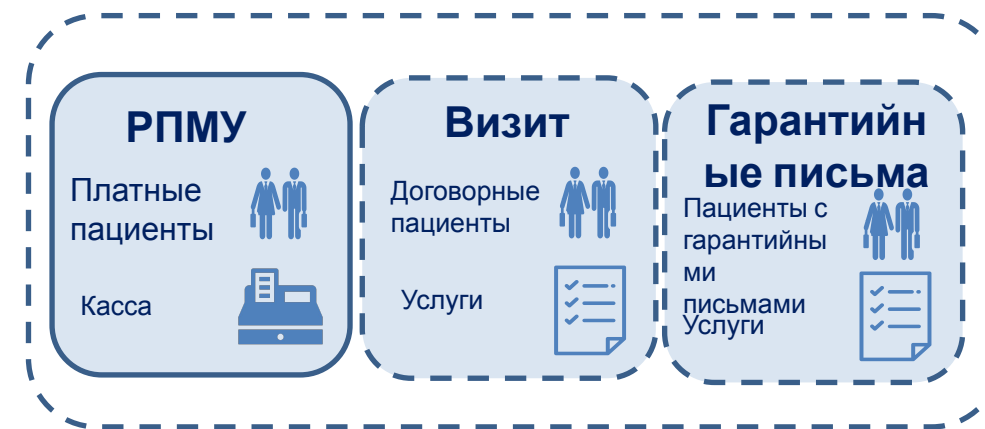 РПМУ
Платные
пациенты
Касса
Визит
Договорные
пациенты
Услуги
Гарантийн
ые письма
Пациенты с
гарантийны
ми
письмами
Услуги